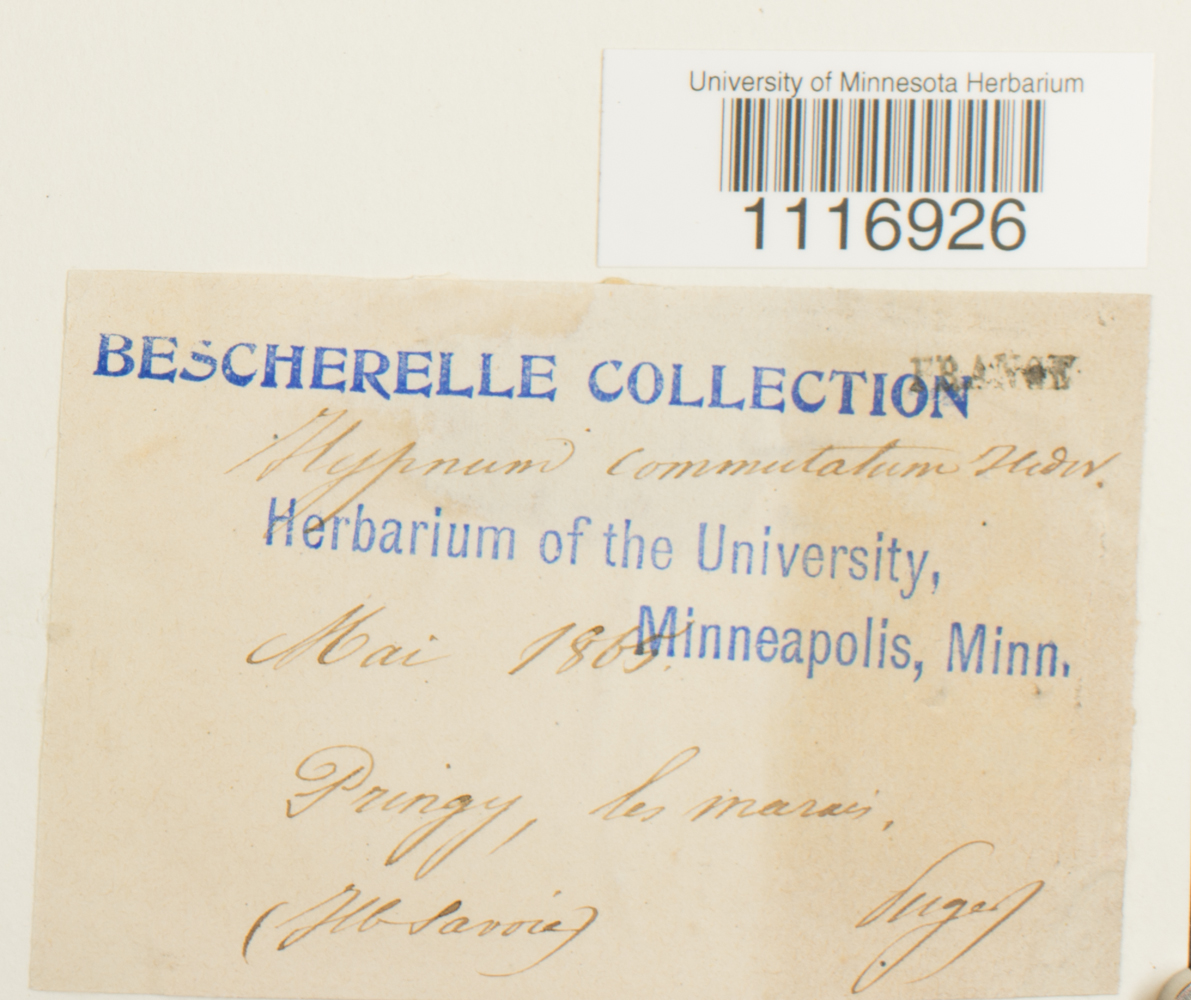 University of Minnesota Herbarium
1116926
BESCHERELLE COLLECTION
FRANCE
Hypnum commutatum Hedw.
Herbarium of the University,
Minneapolis, Minn.
Mai 1865.
Pringy, les marais.
(Hte Savoie)